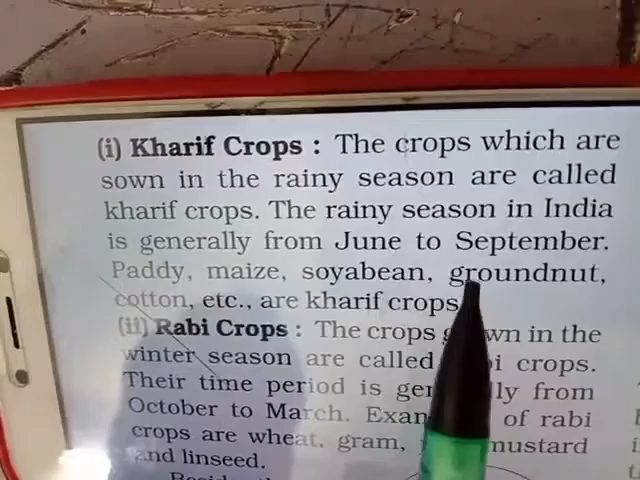 (i) Kharif Crops : The crops which are
sown in the rainy season are called
kharif crops. The rainy season in India
is generally from June to September.
Paddy, maize, soyabean, groundnut,
cotton, etc., are kharif crops
(ii) Rabi Crops : The crops g wn in the
winter season are called bi crops.
Their time period is gen lly from
October to March. Exam of rabi
crops are wheat, gram, mustard
and linseed.